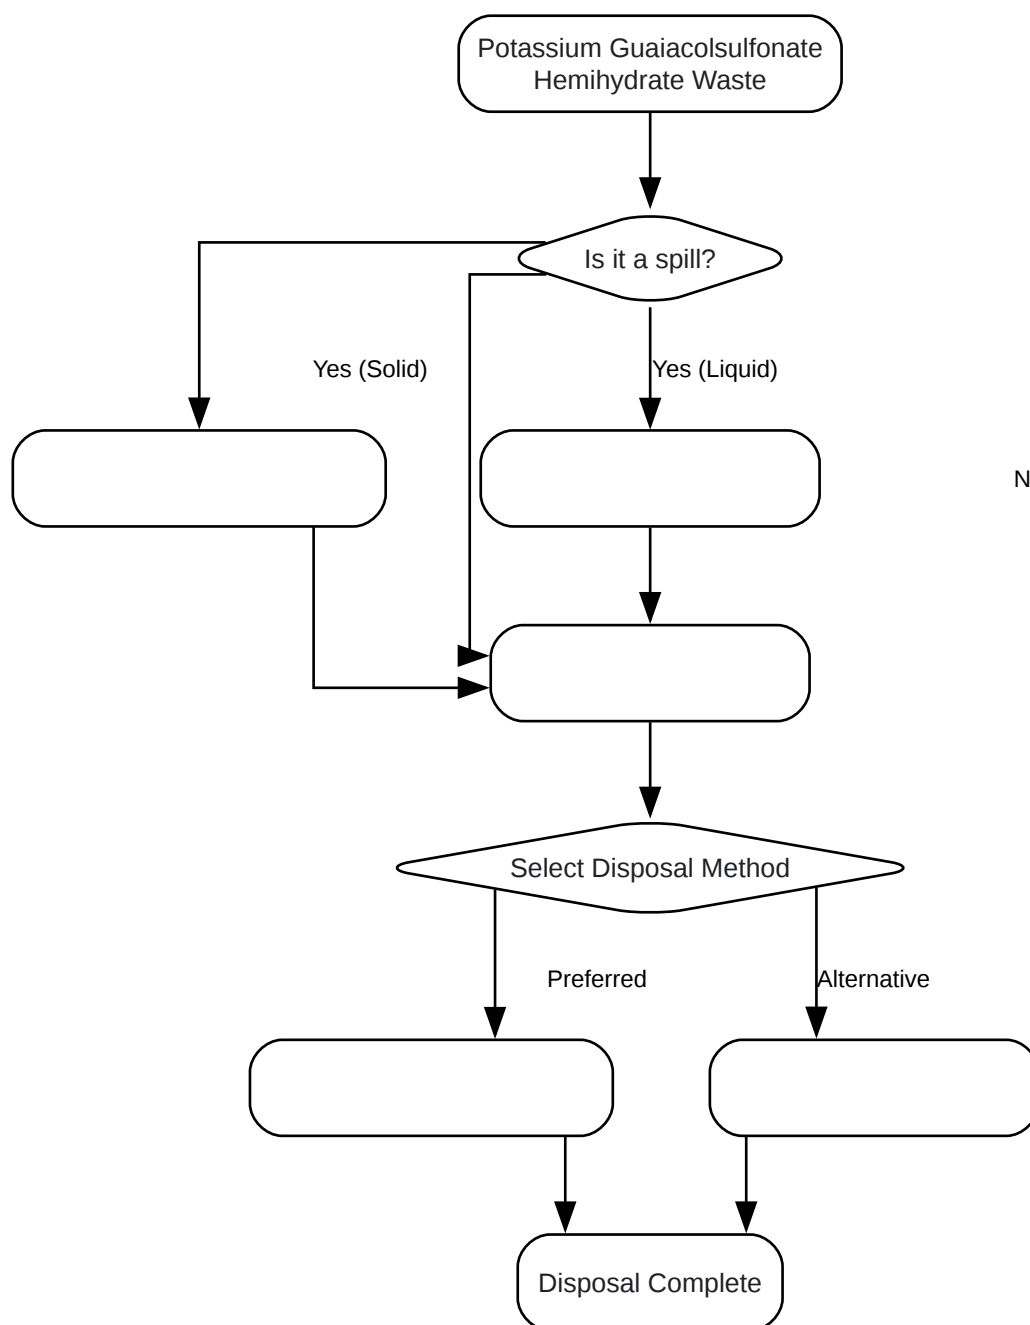 Potassium Guaiacolsulfonate
Hemihydrate Waste
Is it a spill?
Yes (Solid)
Yes (Liquid)
N
Select Disposal Method
Preferred
Alternative
Disposal Complete